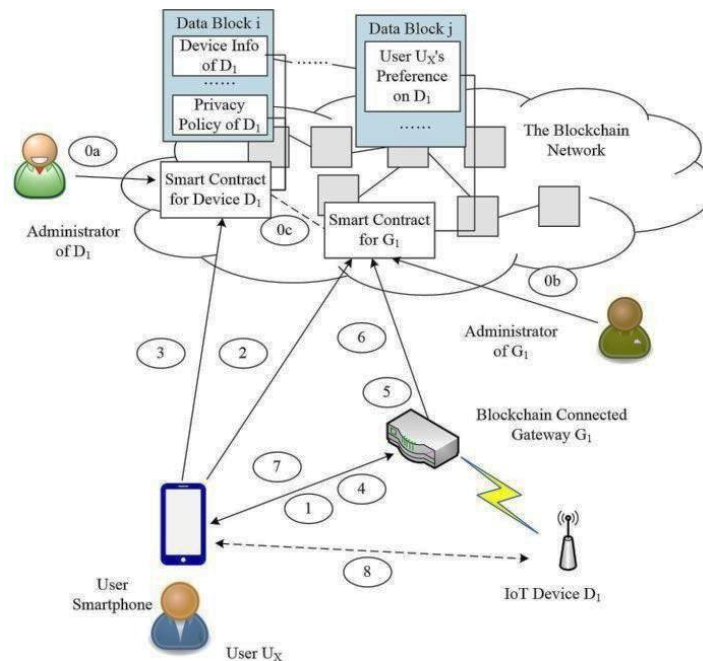 Data Block i
Device Info
of D₁
......
Privacy
Policy of D₁
......
Data Block j
User Uₓ's
Preference
on D₁
......
The Blockchain
Network
0a
Smart Contract
for Device D₁
Administrator
of D₁
0c
Smart Contract
for G₁
0b
Administrator
of G₁
3
2
6
5
Blockchain Connected
Gateway G₁
7
4
1
8
User
Smartphone
IoT Device D₁
User Uₓ